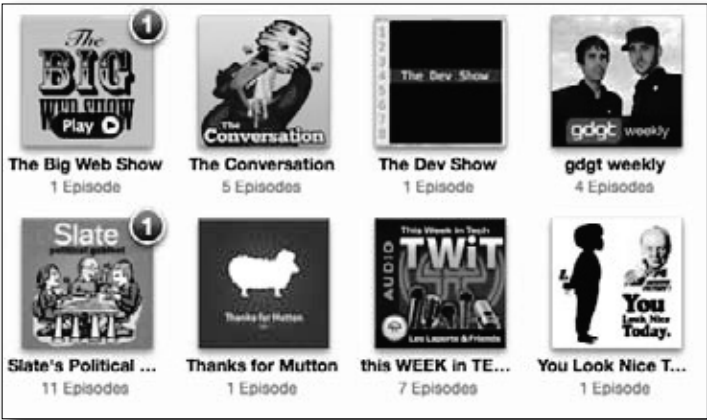 The
BIG
WEB SHOW
Play
1
The Big Web Show
1 Episode
The
Conversation
The Conversation
5 Episodes
1
2
3
4 The Dev Show
5
6
7
8
The Dev Show
1 Episode
gdgt weekly
gdgt weekly
4 Episodes
Slate
political gabfest
1
Slate's Political ...
11 Episodes
Thanks for Mutton
Thanks for Mutton
1 Episode
This Week in Tech
TWiT
AUDIO
Leo Laporte & Friends
this WEEK in TE...
7 Episodes
You
Look Nice
Today.
You Look Nice T...
1 Episode